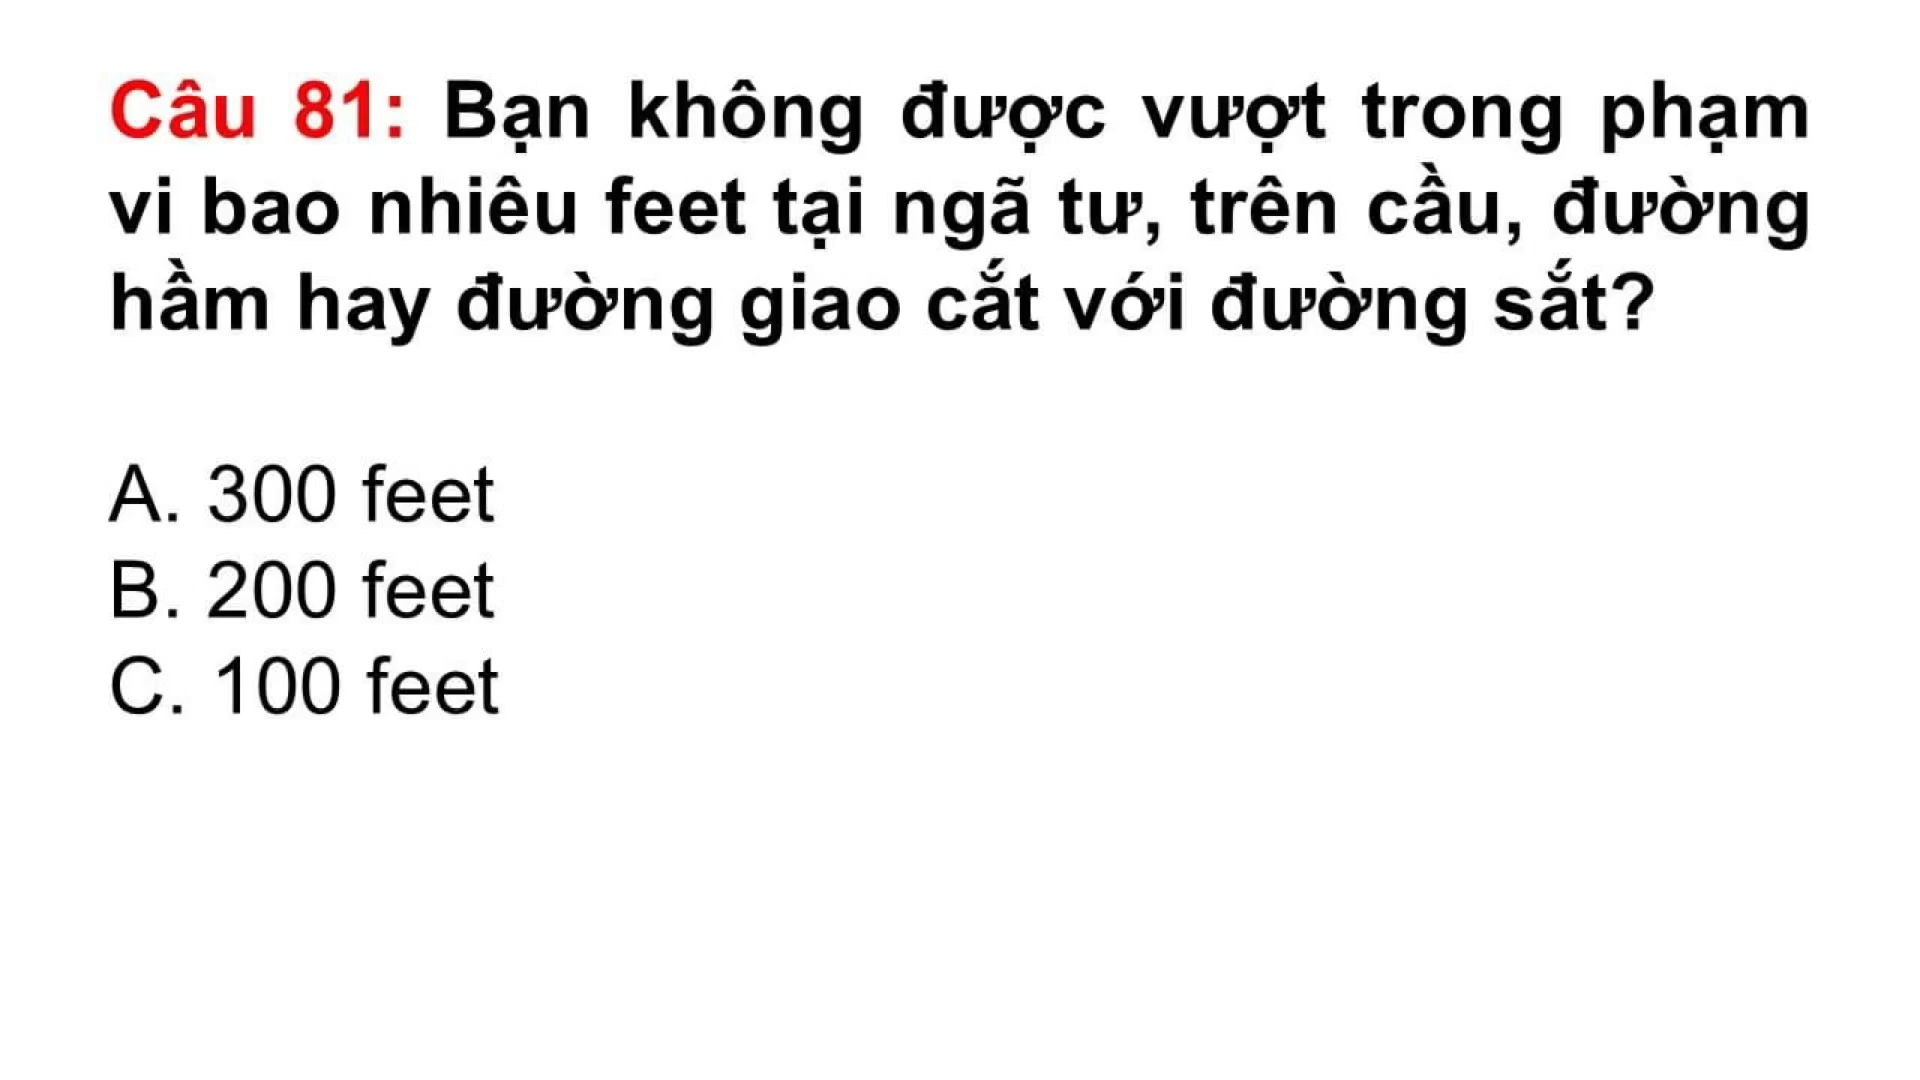 Câu 81: Bạn không được vượt trong phạm
vi bao nhiêu feet tại ngã tư, trên cầu, đường
hầm hay đường giao cắt với đường sắt?
A. 300 feet
B. 200 feet
C. 100 feet